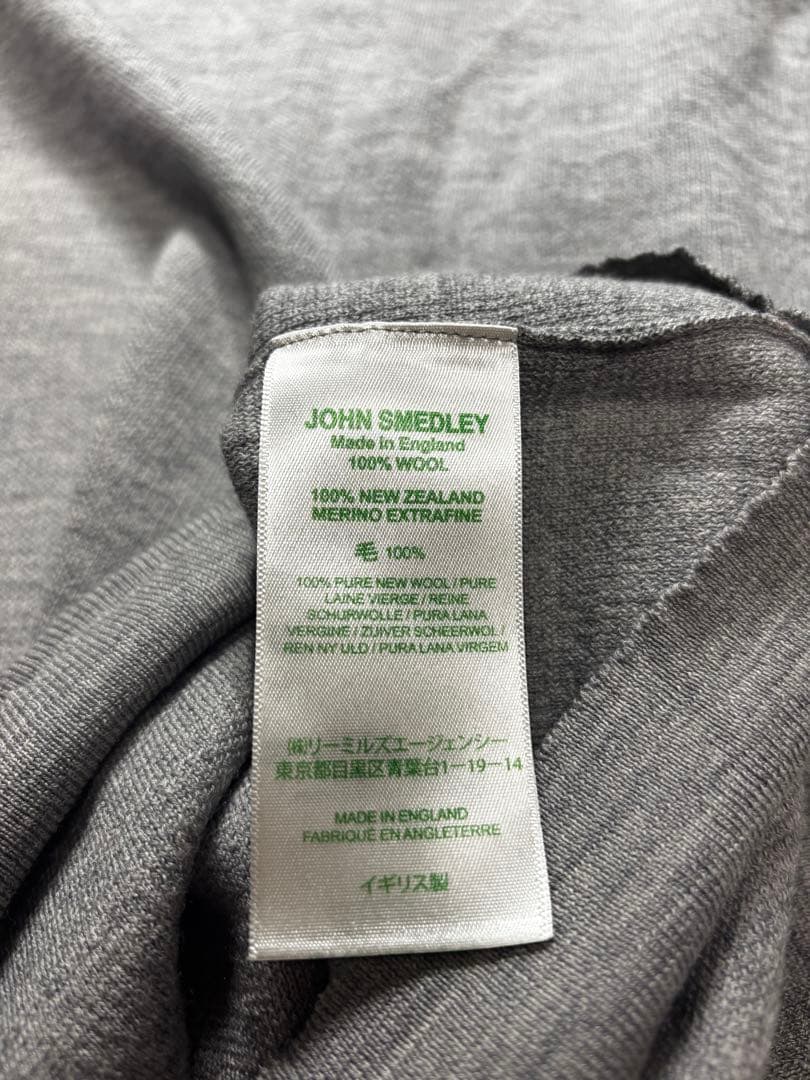 JOHN SMEDLEY
Made in England
100% WOOL
100% NEW ZEALAND
MERINO EXTRAFINE
毛 100%
100% PURE NEW WOOL / PURE
LAINE VIERGE / REINE
SCHURWOLLE / PURA LANA
VERGINE / ZUIVER SCHEERWOL /
REN NY ULD / PURA LANA VIRGEM
㈱リーミルズエージェンシー
東京都目黒区青葉台1-19-14
MADE IN ENGLAND
FABRIQUE EN ANGLETERRE
イギリス製